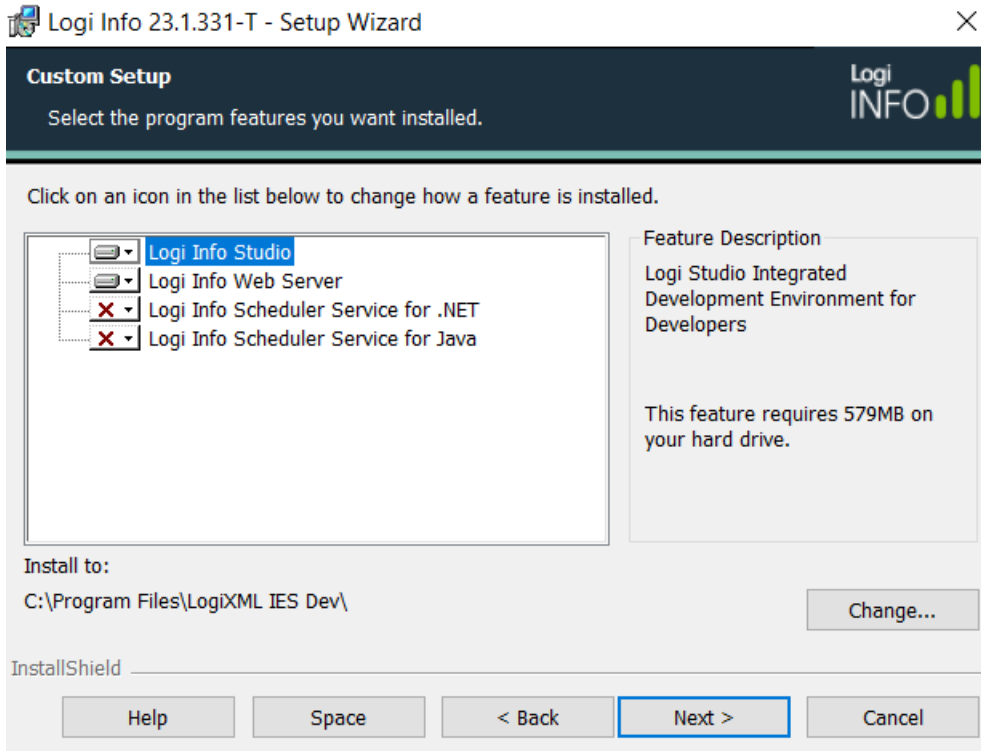 Logi Info 23.1.331-T - Setup Wizard
Custom Setup
Select the program features you want installed.
Logi
INFO
Click on an icon in the list below to change how a feature is installed.
Logi Info Studio
Logi Info Web Server
Logi Info Scheduler Service for .NET
Logi Info Scheduler Service for Java
Feature Description
Logi Studio Integrated
Development Environment for
Developers
This feature requires 579MB on
your hard drive.
Install to:
C:\Program Files\LogiXML IES Dev\
Change...
InstallShield
Help
Space
< Back
Next >
Cancel